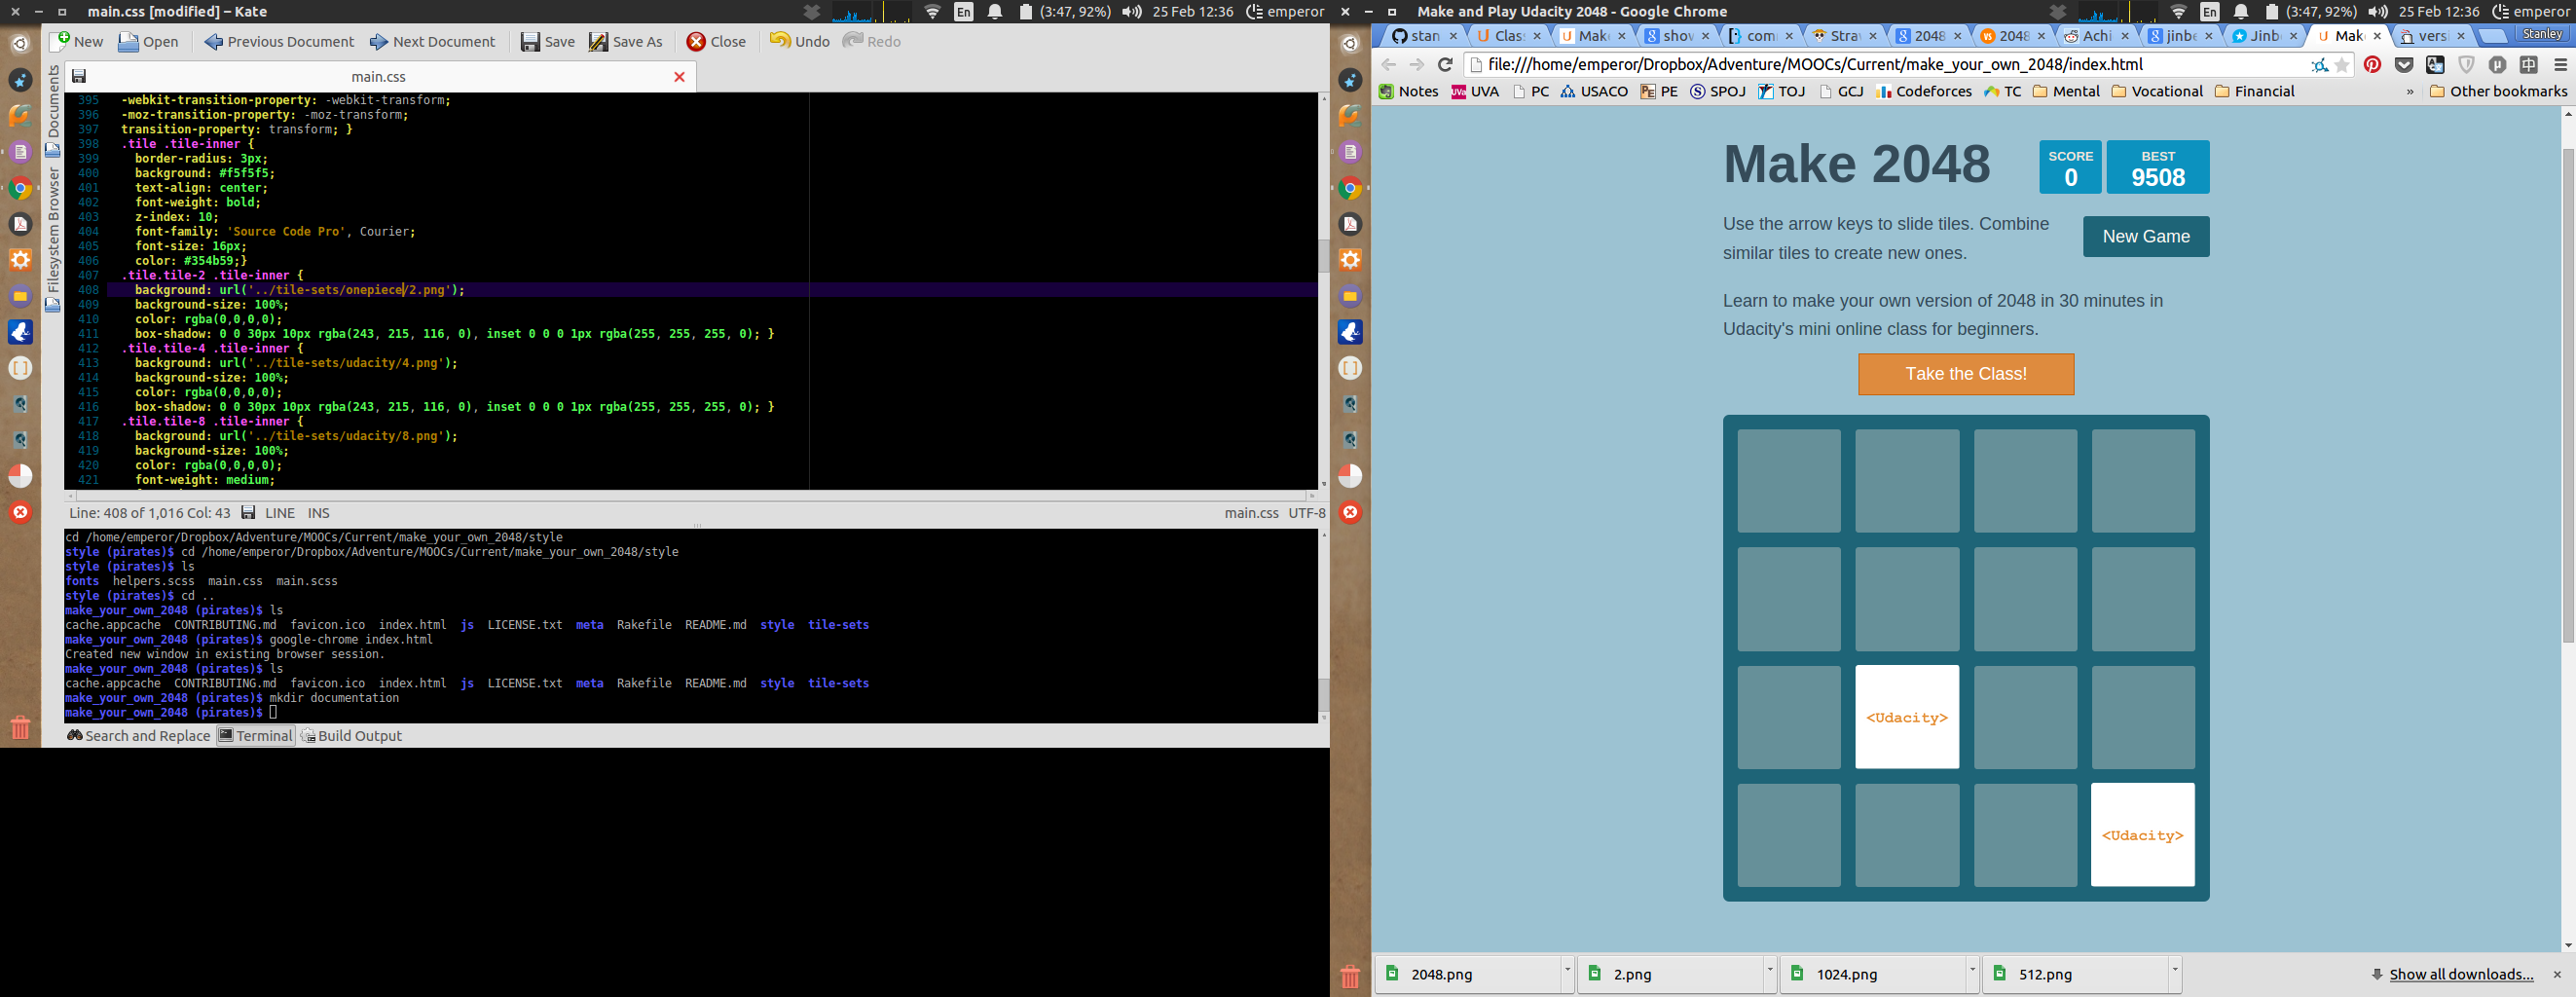 main.css [modified] – Kate
En
(3:47, 92%)
25 Feb 12:36
emperor
New
Open
Previous Document
Next Document
Save
Save As
Close
Undo
Redo
Documents
Filesystem Browser
main.css
395 -webkit-transition-property: -webkit-transform;
396 -moz-transition-property: -moz-transform;
397 transition-property: transform; }
398 .tile .tile-inner {
399 border-radius: 3px;
400 background: #f5f5f5;
401 text-align: center;
402 font-weight: bold;
403 z-index: 10;
404 font-family: 'Source Code Pro', Courier;
405 font-size: 16px;
406 color: #354b59;}
407 .tile.tile-2 .tile-inner {
408 background: url('../tile-sets/onepiece/2.png');
409 background-size: 100%;
410 color: rgba(0,0,0,0);
411 box-shadow: 0 0 30px 10px rgba(243, 215, 116, 0), inset 0 0 0 1px rgba(255, 255, 255, 0); }
412 .tile.tile-4 .tile-inner {
413 background: url('../tile-sets/udacity/4.png');
414 background-size: 100%;
415 color: rgba(0,0,0,0);
416 box-shadow: 0 0 30px 10px rgba(243, 215, 116, 0), inset 0 0 0 1px rgba(255, 255, 255, 0); }
417 .tile.tile-8 .tile-inner {
418 background: url('../tile-sets/udacity/8.png');
419 background-size: 100%;
420 color: rgba(0,0,0,0);
421 font-weight: medium;
Line: 408 of 1,016 Col: 43
LINE
INS
main.css
UTF-8
cd /home/emperor/Dropbox/Adventure/MOOCs/Current/make_your_own_2048/style
style (pirates)$ cd /home/emperor/Dropbox/Adventure/MOOCs/Current/make_your_own_2048/style
style (pirates)$ ls
fonts helpers.scss main.css main.scss
style (pirates)$ cd ..
make_your_own_2048 (pirates)$ ls
cache.appcache CONTRIBUTING.md favicon.ico index.html js LICENSE.txt meta Rakefile README.md style tile-sets
make_your_own_2048 (pirates)$ google-chrome index.html
Created new window in existing browser session.
make_your_own_2048 (pirates)$ ls
cache.appcache CONTRIBUTING.md favicon.ico index.html js LICENSE.txt meta Rakefile README.md style tile-sets
make_your_own_2048 (pirates)$ mkdir documentation
make_your_own_2048 (pirates)$
Search and Replace
Terminal
Build Output
Make and Play Udacity 2048 - Google Chrome
En
(3:47, 92%)
25 Feb 12:36
emperor
stan
Clas
Make
show
com
Stra
2048
2048
Achi
jinbe
Jinb
Mak
vers
Stanley
file:///home/emperor/Dropbox/Adventure/MOOCs/Current/make_your_own_2048/index.html
Notes
UVA
PC
USACO
PE
SPOJ
TOJ
GCJ
Codeforces
TC
Mental
Vocational
Financial
»
Other bookmarks
Make 2048
SCORE
0
BEST
9508
Use the arrow keys to slide tiles. Combine
similar tiles to create new ones.
New Game
Learn to make your own version of 2048 in 30 minutes in
Udacity's mini online class for beginners.
Take the Class!
<Udacity>
<Udacity>
2048.png
2.png
1024.png
512.png
Show all downloads...